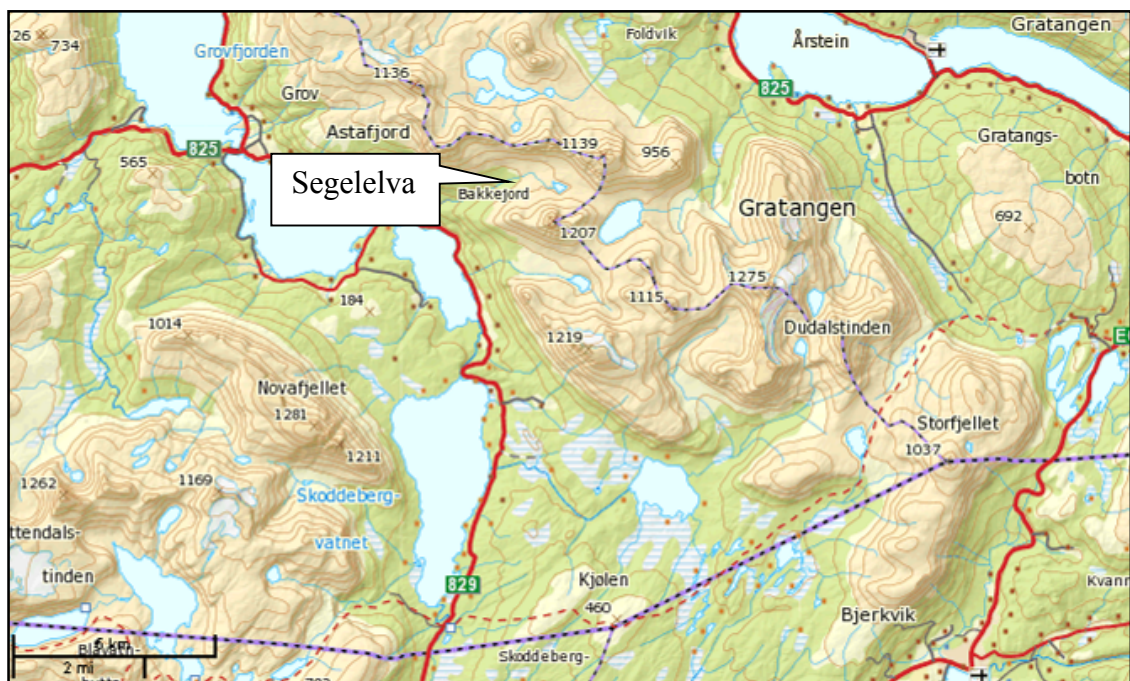 726
734
Grovfjorden
1136
Foldvik
Årstein
Gratangen
825
Grov
Astafjord
825
565
1139
956
Gratangs-
botn
Segelelva
Bakkejord
Gratangen
692
1207
1275
1115
184
1014
1219
Dudalstinden
Novafjellet
1281
1211
Storfjellet
1037
1262
1169
Skoddeberg-
vatnet
ttendals-
tinden
829
Kjølen
460
Bjerkvik
Kvann
5 km
2 mi
Skoddeberg-